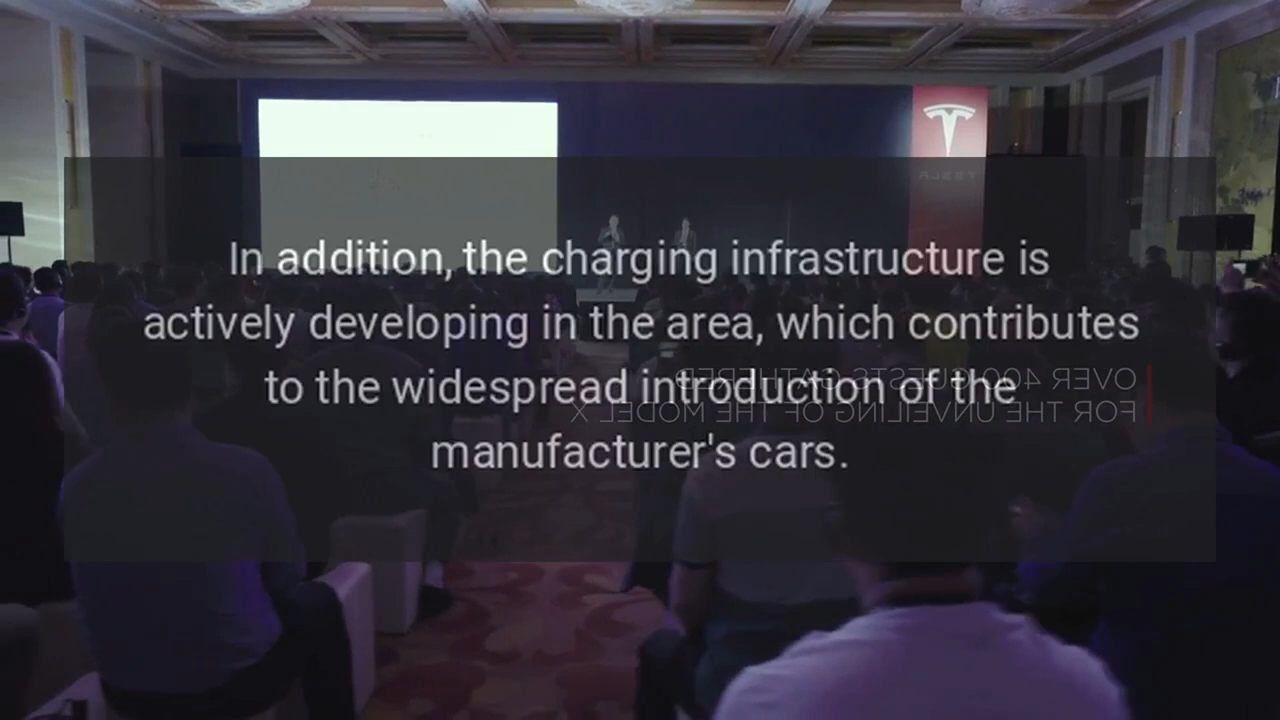 TESLA
In addition, the charging infrastructure is
actively developing in the area, which contributes
to the widespread introduction of the
manufacturer's cars.
OVER 400 GUESTS GATHERED
FOR THE UNVEILING OF THE MODEL X